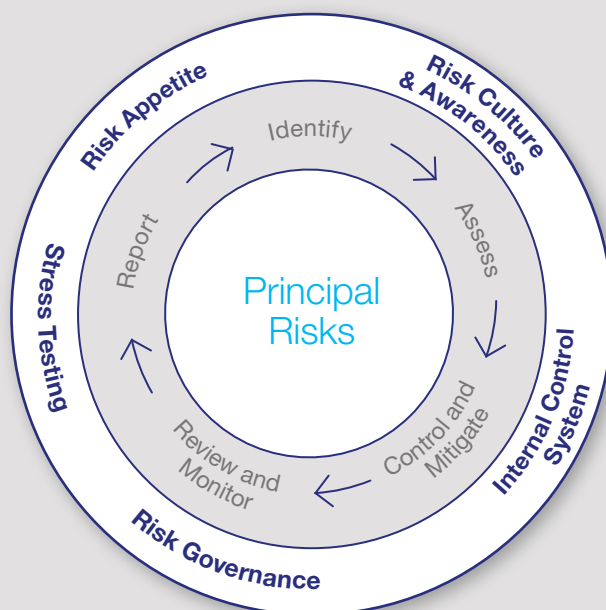 Risk Appetite
Risk Culture
& Awareness
Internal Control
System
Risk Governance
Stress Testing
Identify
Assess
Control and
Mitigate
Review and
Monitor
Report
Principal
Risks